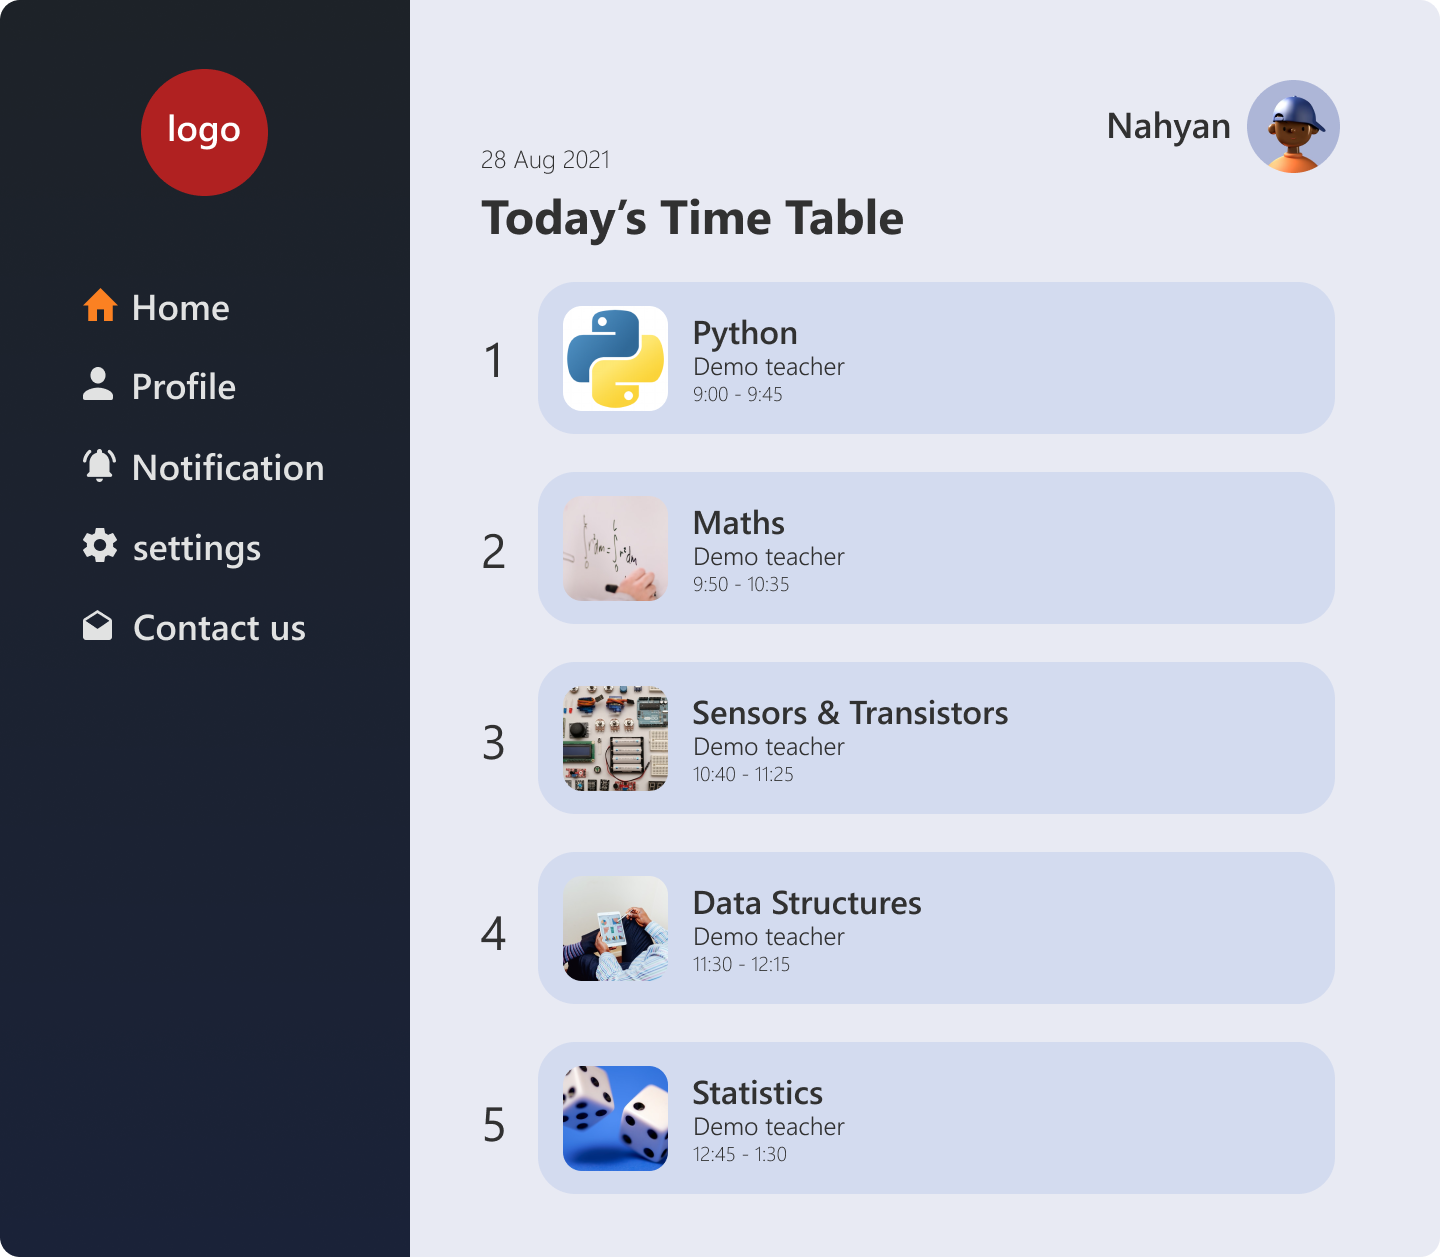 logo
Home
Profile
Notification
settings
Contact us
Nahyan
28 Aug 2021
Today’s Time Table
1
Python
Demo teacher
9:00 - 9:45
2
Maths
Demo teacher
9:50 - 10:35
3
Sensors & Transistors
Demo teacher
10:40 - 11:25
4
Data Structures
Demo teacher
11:30 - 12:15
5
Statistics
Demo teacher
12:45 - 1:30